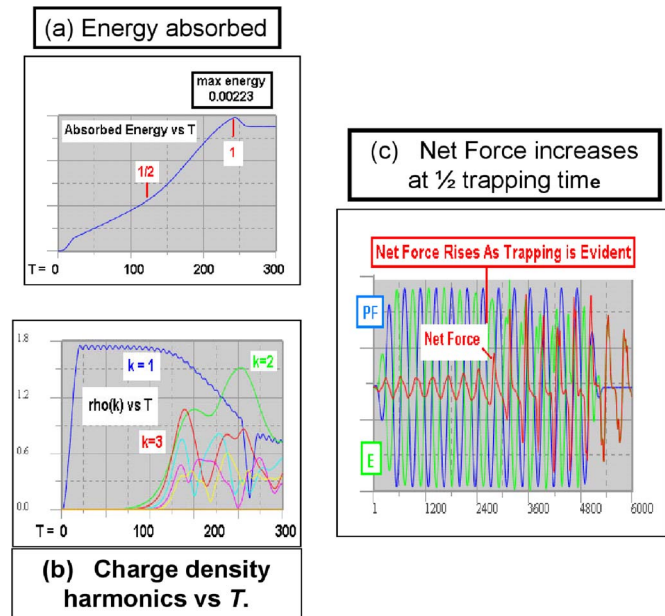 (a) Energy absorbed
max energy
0.00223
Absorbed Energy vs T
1/2
1
T = 0 100 200 300
1.8
k = 1
k=2
1.2
rho(k) vs T
k=3
0.6
0.0
T = 0 100 200 300
(b) Charge density
harmonics vs T.
(c) Net Force increases
at ½ trapping time
Net Force Rises As Trapping is Evident
PF
Net Force
E
1 1200 2400 3600 4800 6000